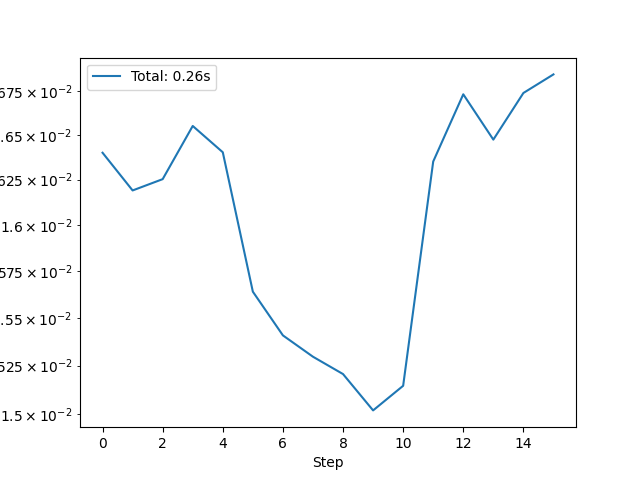 Total: 0.26s
675 × 10⁻²
.65 × 10⁻²
625 × 10⁻²
1.6 × 10⁻²
575 × 10⁻²
.55 × 10⁻²
525 × 10⁻²
1.5 × 10⁻²
0 2 4 6 8 10 12 14
Step